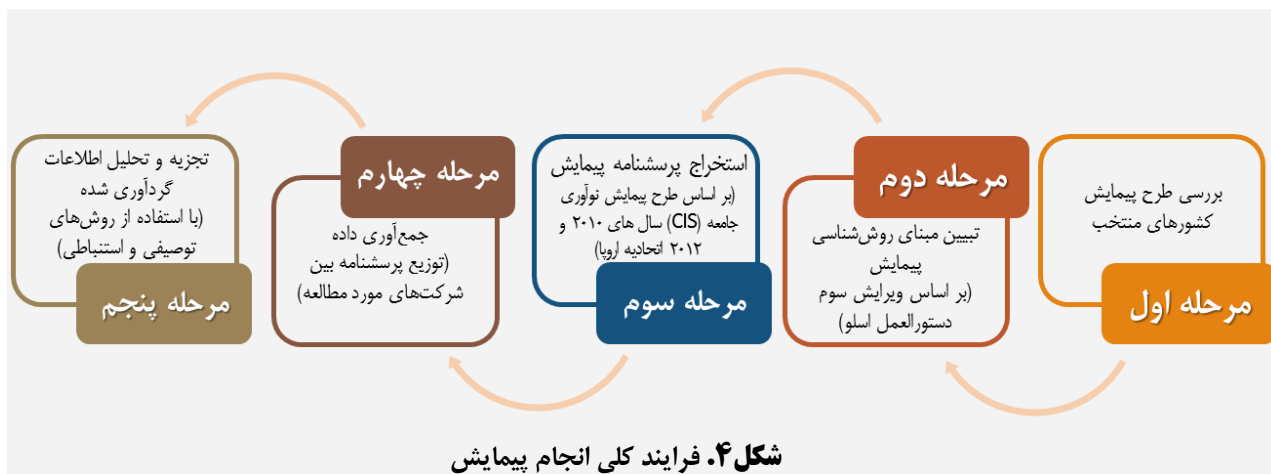 بررسی طرح پیمایش
کشورهای منتخب
مرحله اول
مرحله دوم
تبیین مبنای روش‌شناسی
پیمایش
(بر اساس ویرایش سوم
دستورالعمل اسلو)
استخراج پرسشنامه پیمایش
(بر اساس طرح پیمایش نوآوری
جامعه (CIS) سال های ۲۰۱۰ و
۲۰۱۲ اتحادیه اروپا)
مرحله سوم
مرحله چهارم
جمع‌آوری داده
(توزیع پرسشنامه بین
شرکت‌های مورد مطالعه)
تجزیه و تحلیل اطلاعات
گردآوری شده
(با استفاده از روش‌های
توصیفی و استنباطی)
مرحله پنجم
شکل۴. فرایند کلی انجام پیمایش